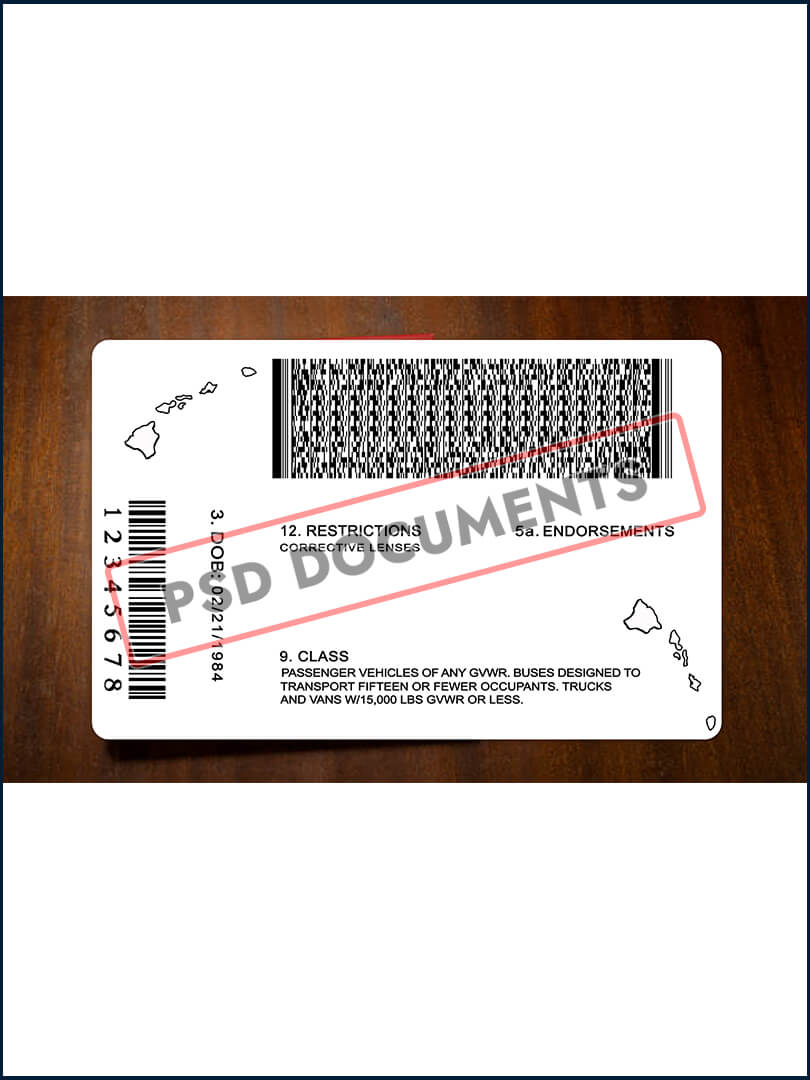 12345678
3. DOB: 02/21/1984
12. RESTRICTIONS
CORRECTIVE LENSES
5a. ENDORSEMENTS
PSD DOCUMENTS
9. CLASS
PASSENGER VEHICLES OF ANY GVWR. BUSES DESIGNED TO
TRANSPORT FIFTEEN OR FEWER OCCUPANTS. TRUCKS
AND VANS W/15,000 LBS GVWR OR LESS.